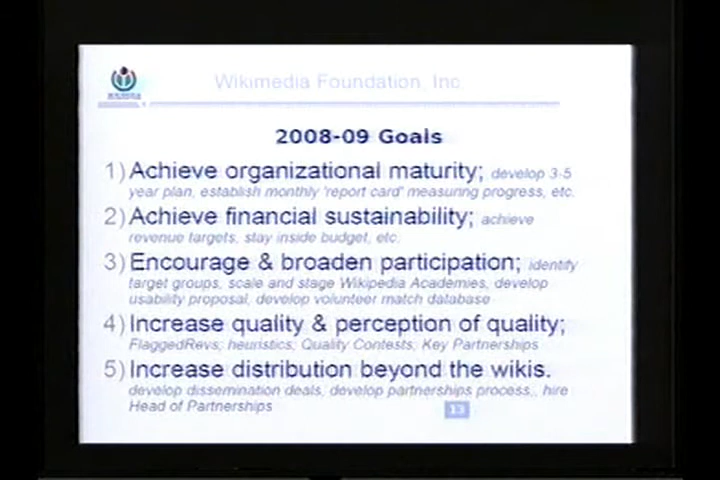 Wikimedia Foundation, Inc
2008-09 Goals
1) Achieve organizational maturity; develop 3-5
year plan, establish monthly 'report card' measuring progress, etc.
2) Achieve financial sustainability; achieve
revenue targets, stay inside budget, etc.
3) Encourage & broaden participation; identify
target groups, scale and stage Wikipedia Academies, develop
usability proposal, develop volunteer match database
4) Increase quality & perception of quality;
FlaggedRevs; heuristics; Quality Contests; Key Partnerships
5) Increase distribution beyond the wikis.
develop dissemination deals, develop partnerships process,, hire
Head of Partnerships
13